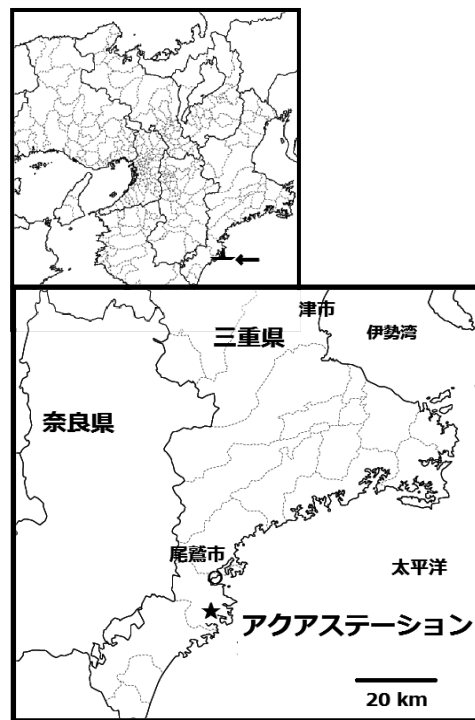 津市
三重県
伊勢湾
奈良県
尾鷲市
太平洋
アクアステーション
20 km